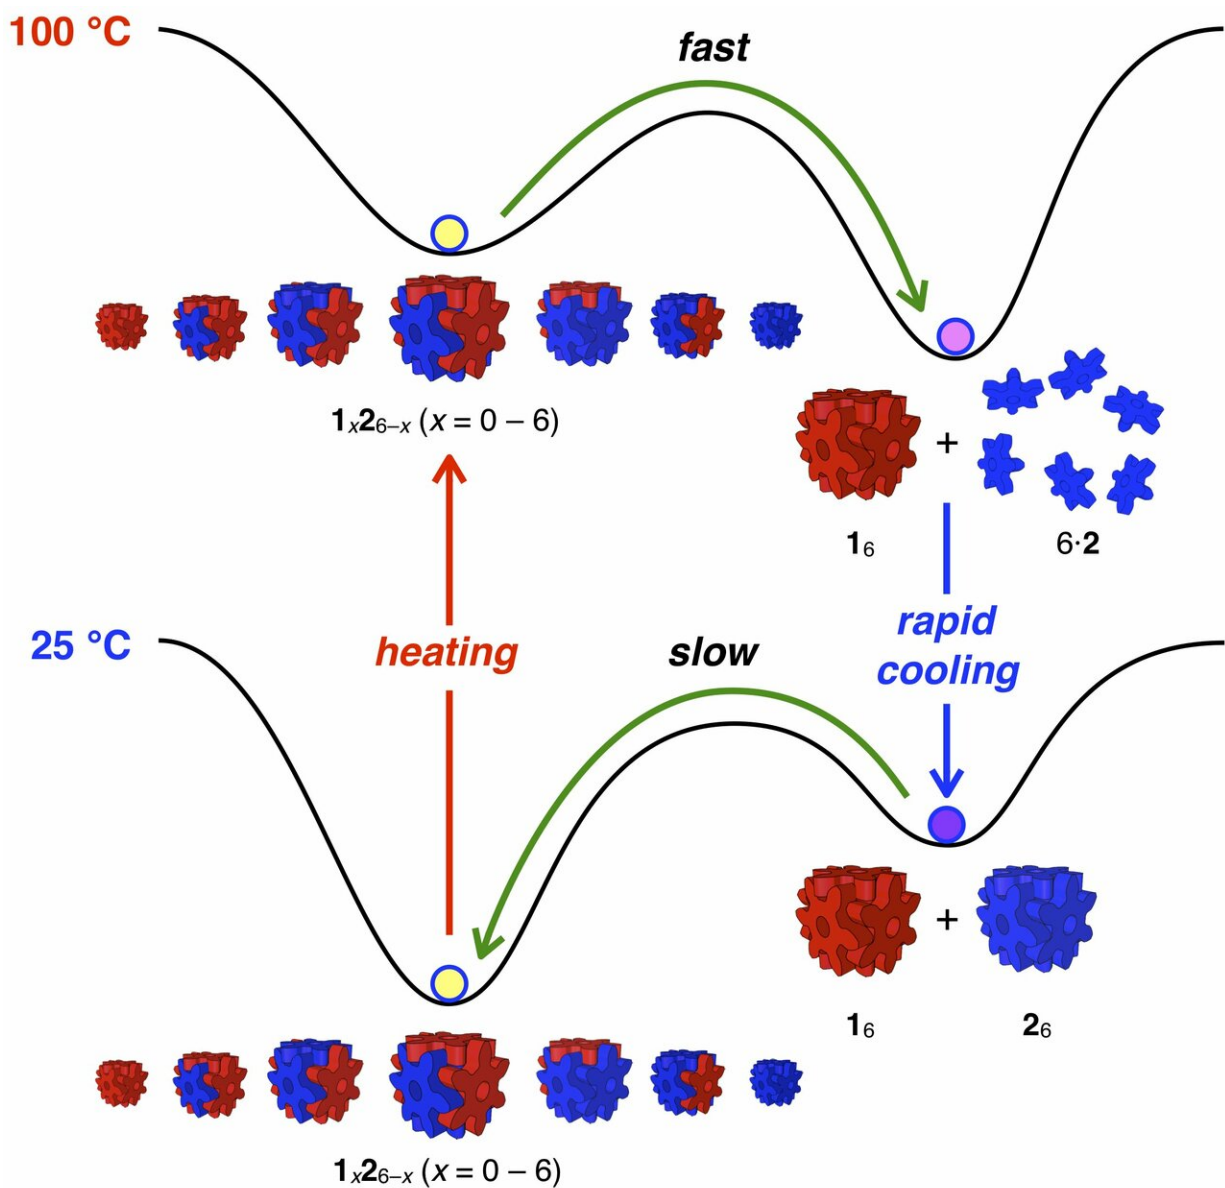 100 °C
fast
1ₓ2₆₋ₓ (x = 0 – 6)
+
1₆
6·2
rapid
cooling
25 °C
heating
slow
+
1₆
2₆
1ₓ2₆₋ₓ (x = 0 – 6)